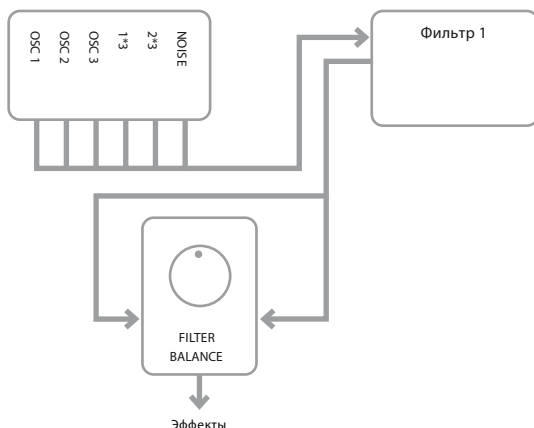 OSC 1
OSC 2
OSC 3
1*3
2*3
NOISE
Фильтр 1
FILTER
BALANCE
Эффекты